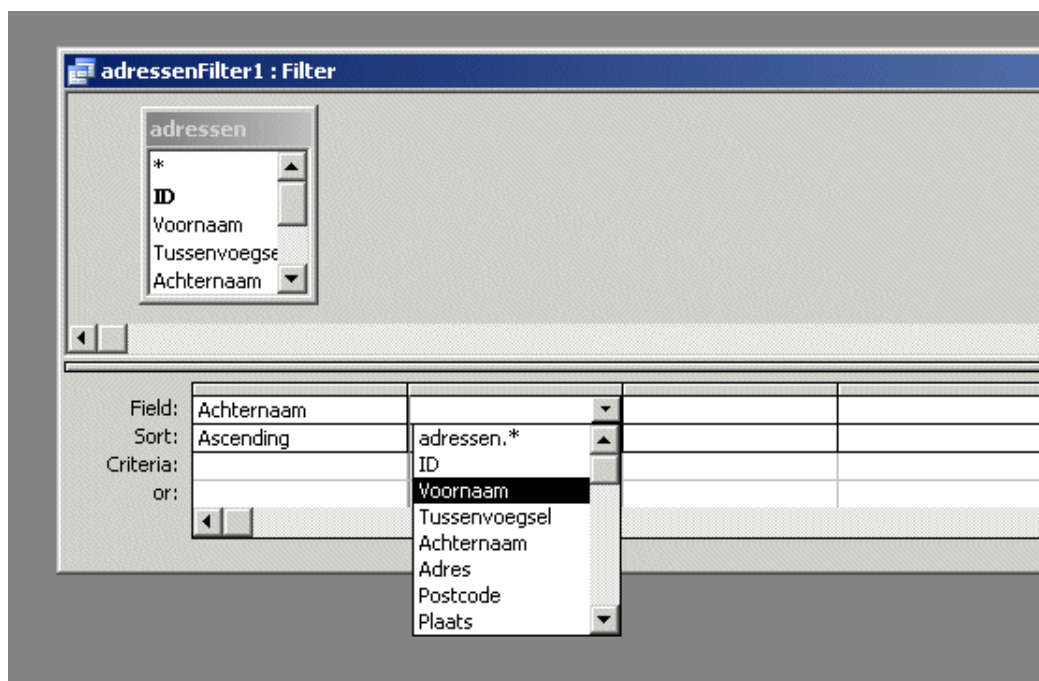 adressenFilter1 : Filter
adressen
*
ID
Voornaam
Tussenvoegse
Achternaam
Field: Achternaam
Sort: Ascending
Criteria:
or:
adressen.*
ID
Voornaam
Tussenvoegsel
Achternaam
Adres
Postcode
Plaats